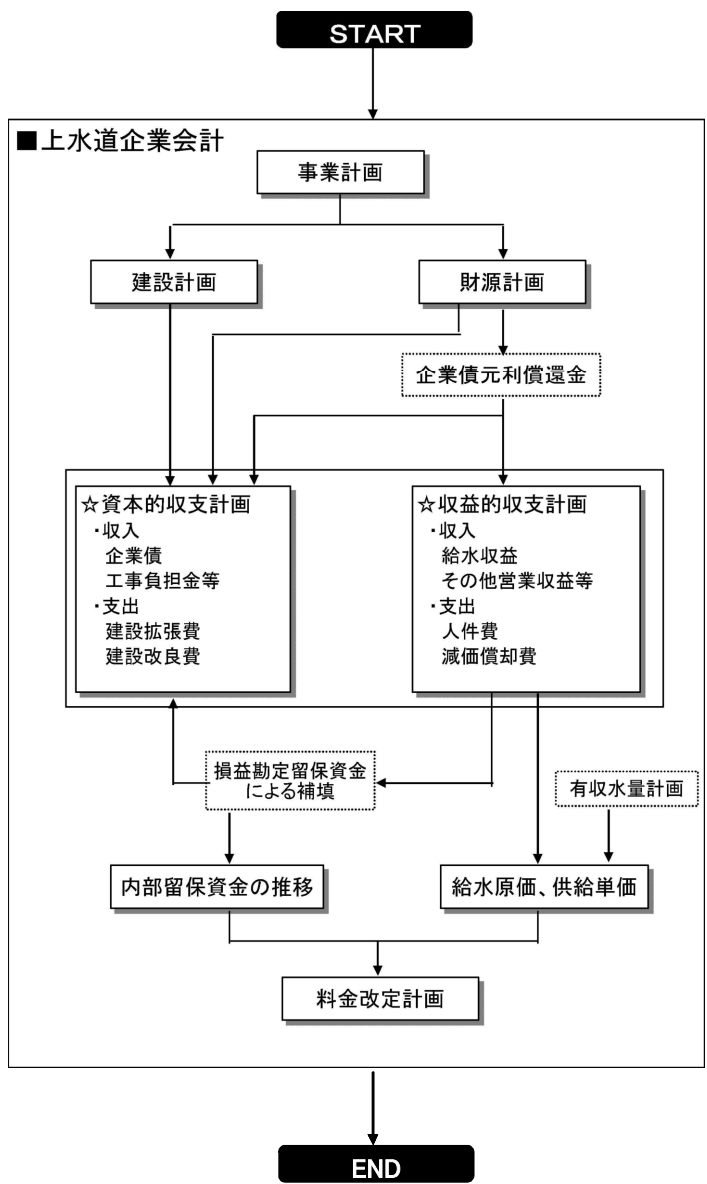 START
■上水道企業会計
事業計画
建設計画
財源計画
企業債元利償還金
☆資本的収支計画
・収入
企業債
工事負担金等
・支出
建設拡張費
建設改良費
☆収益的収支計画
・収入
給水収益
その他営業収益等
・支出
人件費
減価償却費
損益勘定留保資金
による補填
有収水量計画
内部留保資金の推移
給水原価、供給単価
料金改定計画
END